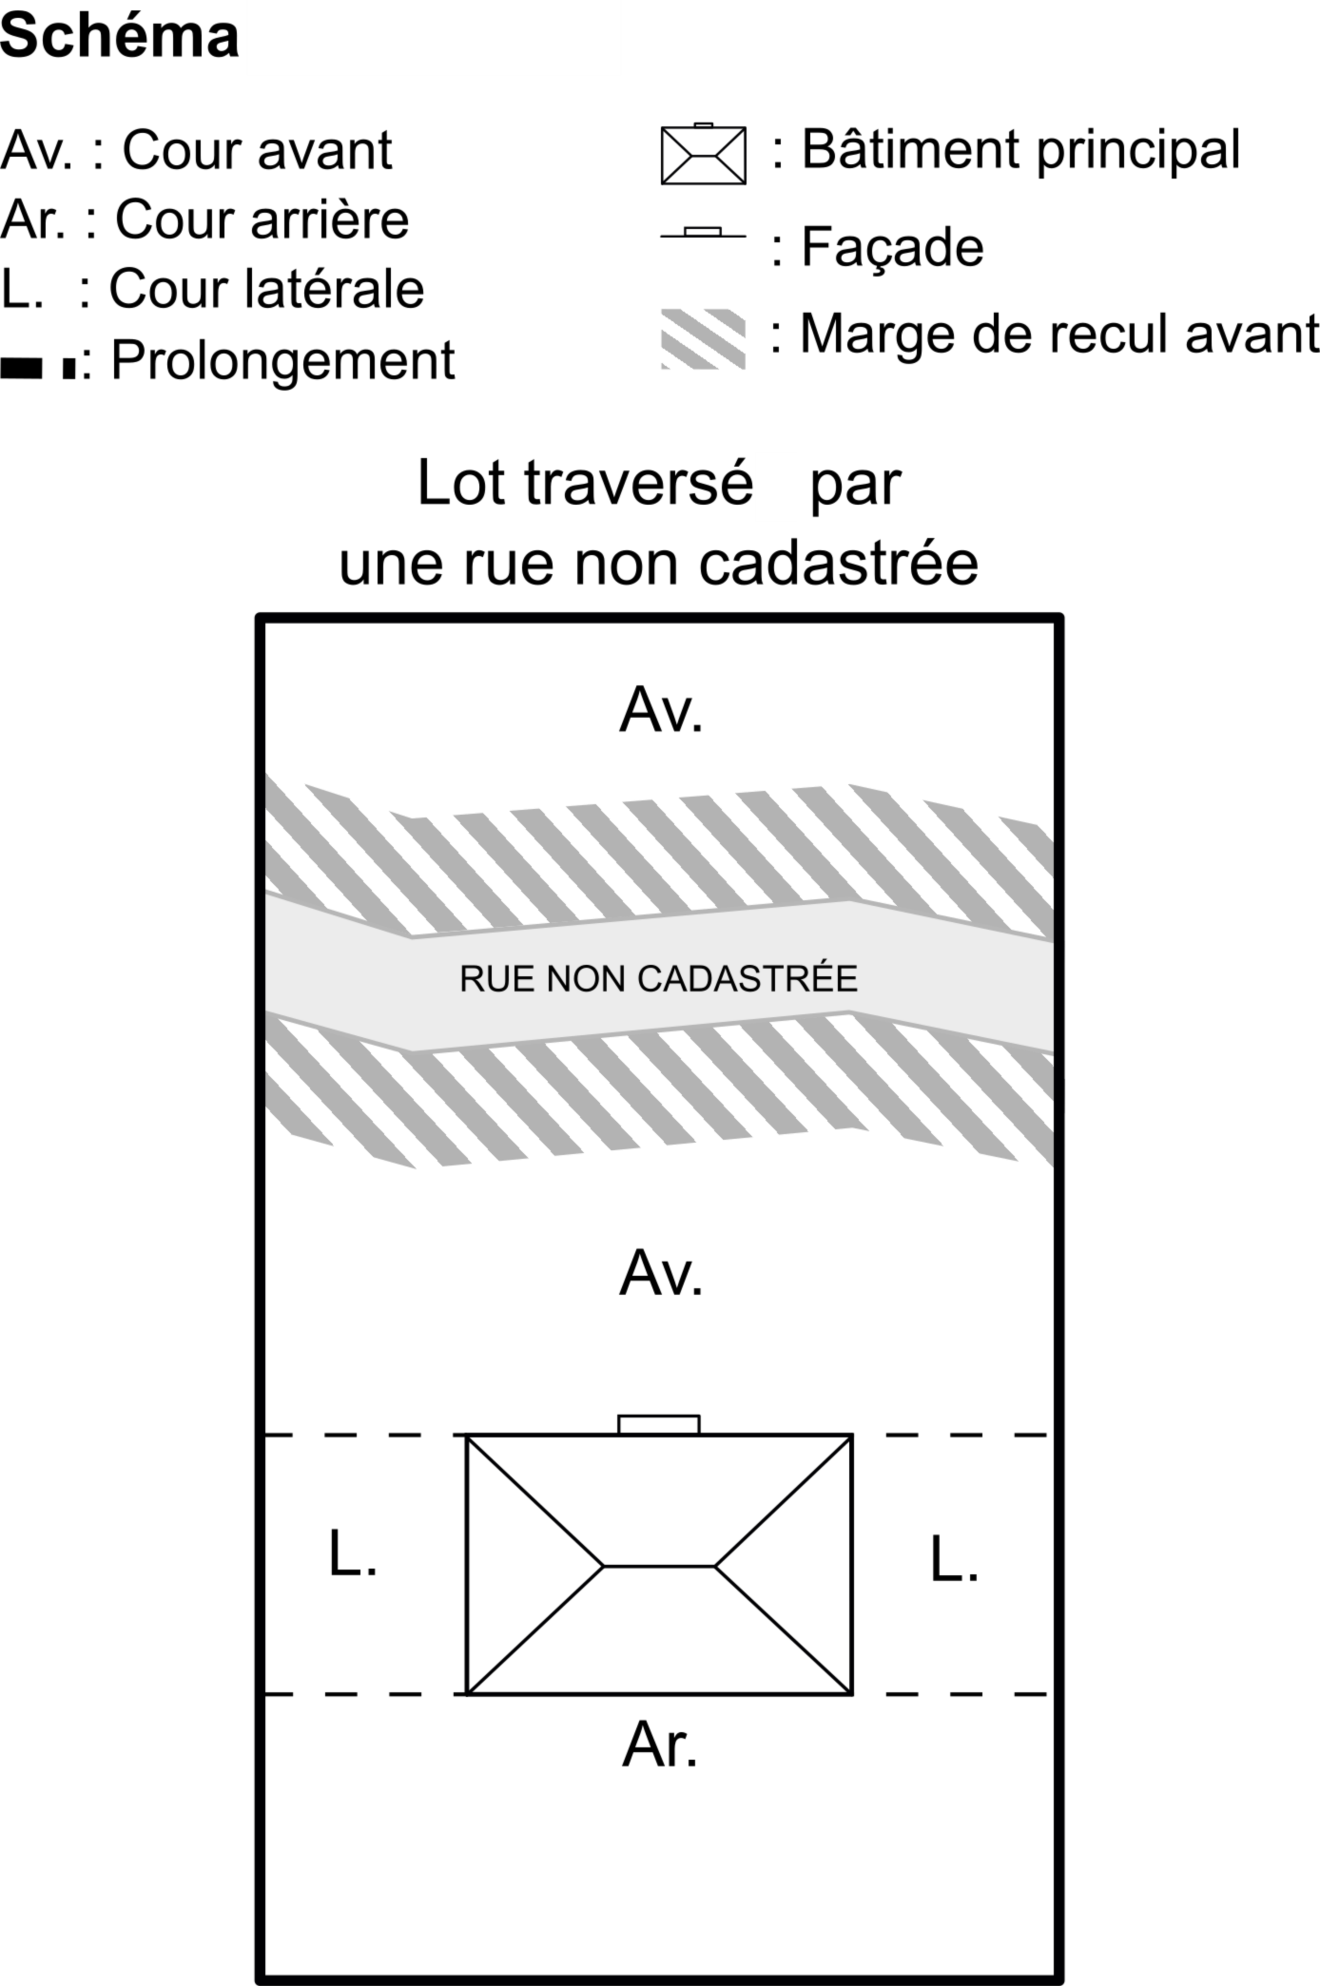 Schéma
Av. : Cour avant
Ar. : Cour arrière
L. : Cour latérale
: Prolongement
: Bâtiment principal
: Façade
: Marge de recul avant
Lot traversé par
une rue non cadastrée
Av.
RUE NON CADASTRÉE
Av.
L.
L.
Ar.